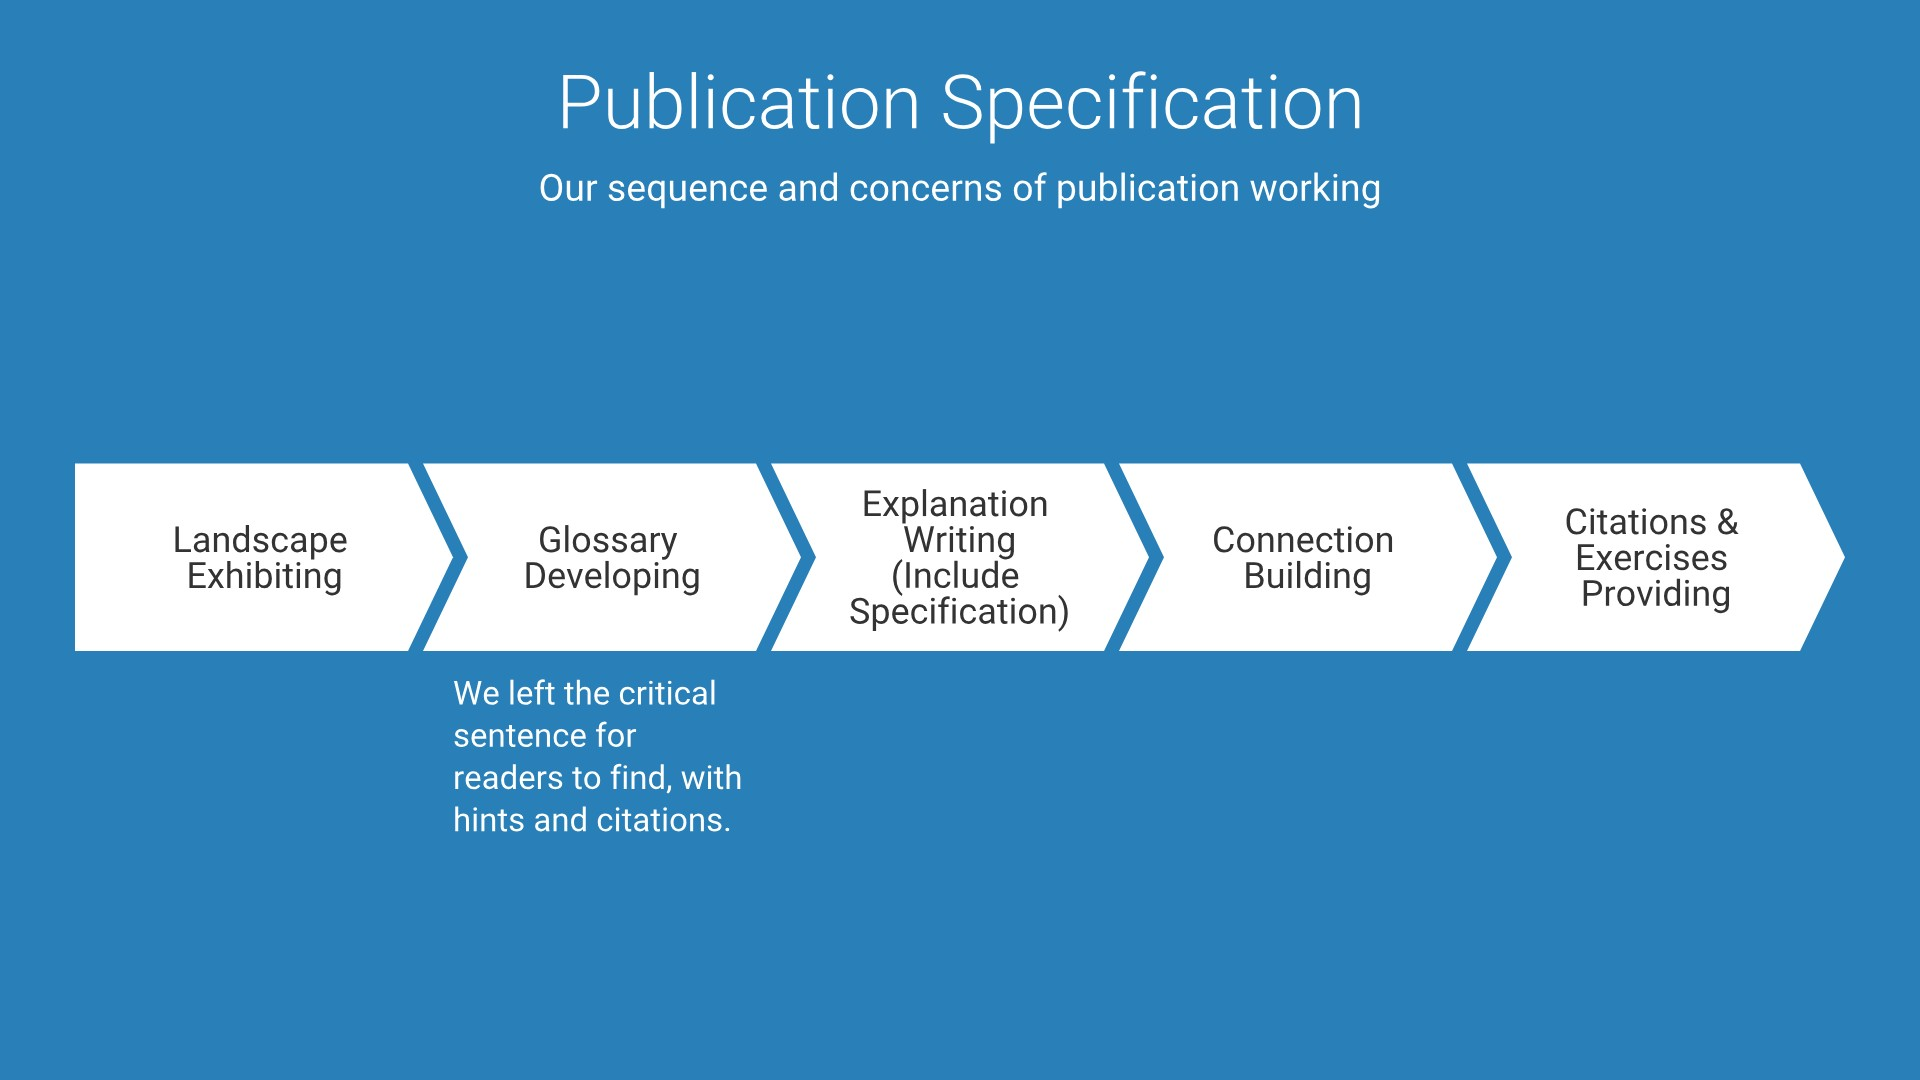 Publication Specification
Our sequence and concerns of publication working
Landscape
Exhibiting
Glossary
Developing
Explanation
Writing
(Include
Specification)
Connection
Building
Citations &
Exercises
Providing
We left the critical
sentence for
readers to find, with
hints and citations.